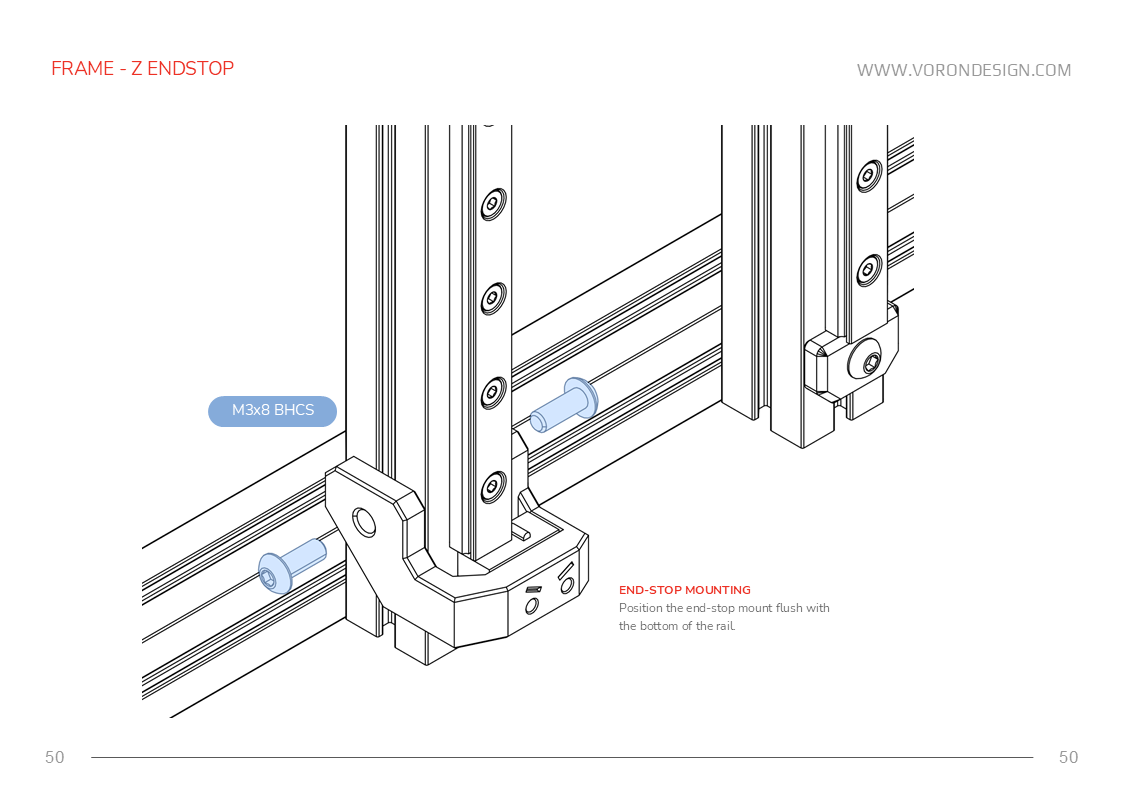 FRAME - Z ENDSTOP
WWW.VORONDESIGN.COM
M3x8 BHCS
END-STOP MOUNTING
Position the end-stop mount flush with
the bottom of the rail.
50
50